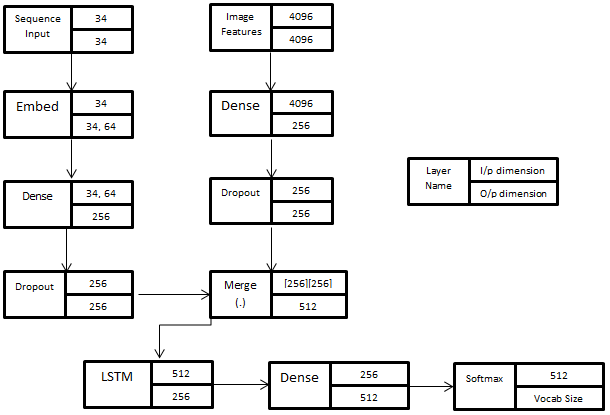 Sequence
Input
34
34
Image
Features
4096
4096
Embed
34
34, 64
Dense
4096
256
Layer
Name
I/p dimension
O/p dimension
Dense
34, 64
256
Dropout
256
256
Dropout
256
256
Merge
(.)
[256][256]
512
LSTM
512
256
Dense
256
512
Softmax
512
Vocab Size